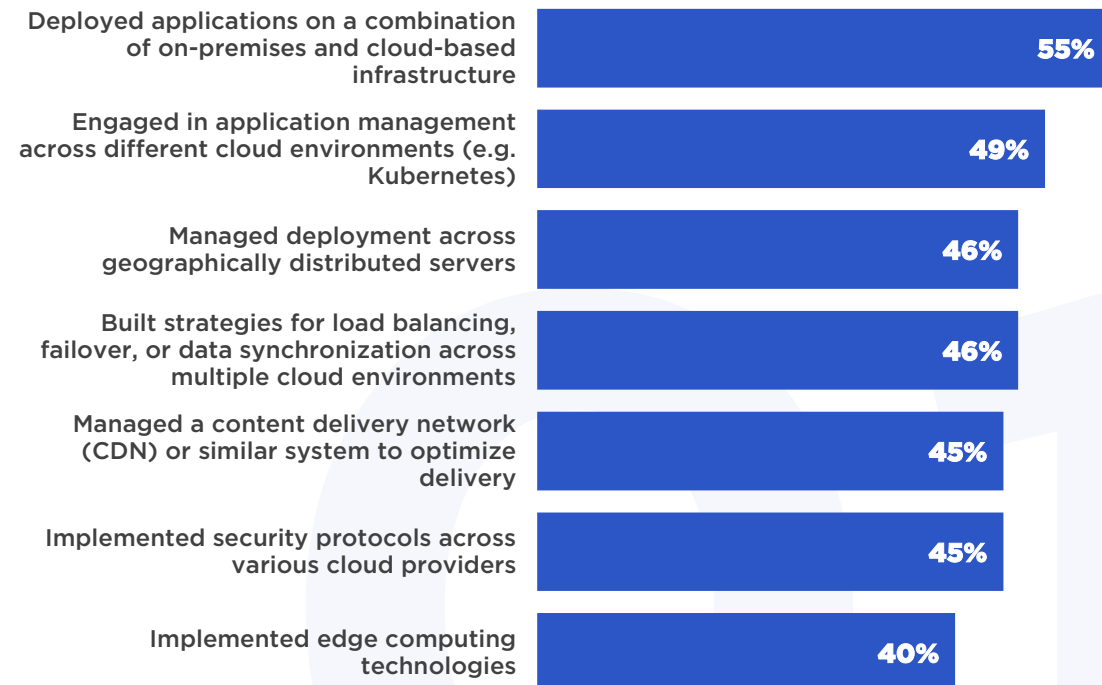 Deployed applications on a combination
of on-premises and cloud-based
infrastructure
55%
Engaged in application management
across different cloud environments (e.g.
Kubernetes)
49%
Managed deployment across
geographically distributed servers
46%
Built strategies for load balancing,
failover, or data synchronization across
multiple cloud environments
46%
Managed a content delivery network
(CDN) or similar system to optimize
delivery
45%
Implemented security protocols across
various cloud providers
45%
Implemented edge computing
technologies
40%